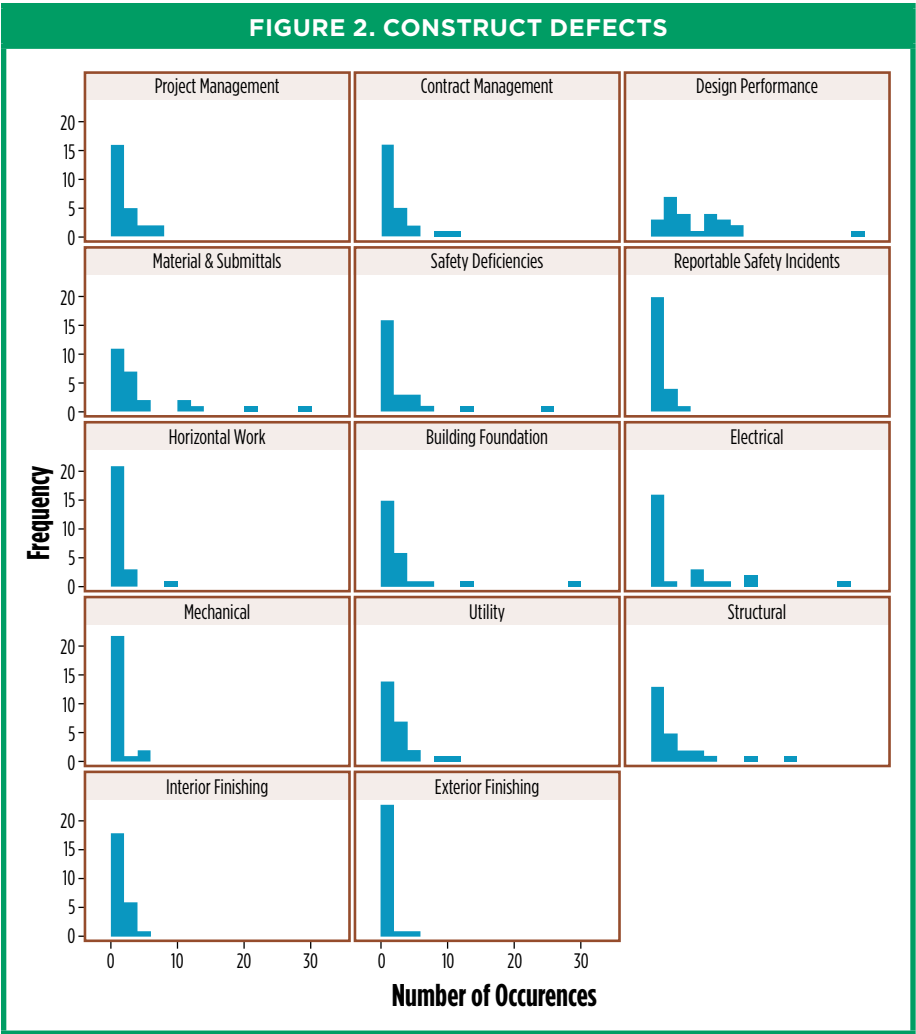 FIGURE 2. CONSTRUCT DEFECTS
Project Management
Contract Management
Design Performance
20
15
10
5
0
Material & Submittals
Safety Deficiencies
Reportable Safety Incidents
20
15
10
5
0
Horizontal Work
Building Foundation
Electrical
20
15
10
5
0
Frequency
Mechanical
Utility
Structural
20
15
10
5
0
Interior Finishing
Exterior Finishing
20
15
10
5
0
0 10 20 30
0 10 20 30
Number of Occurences